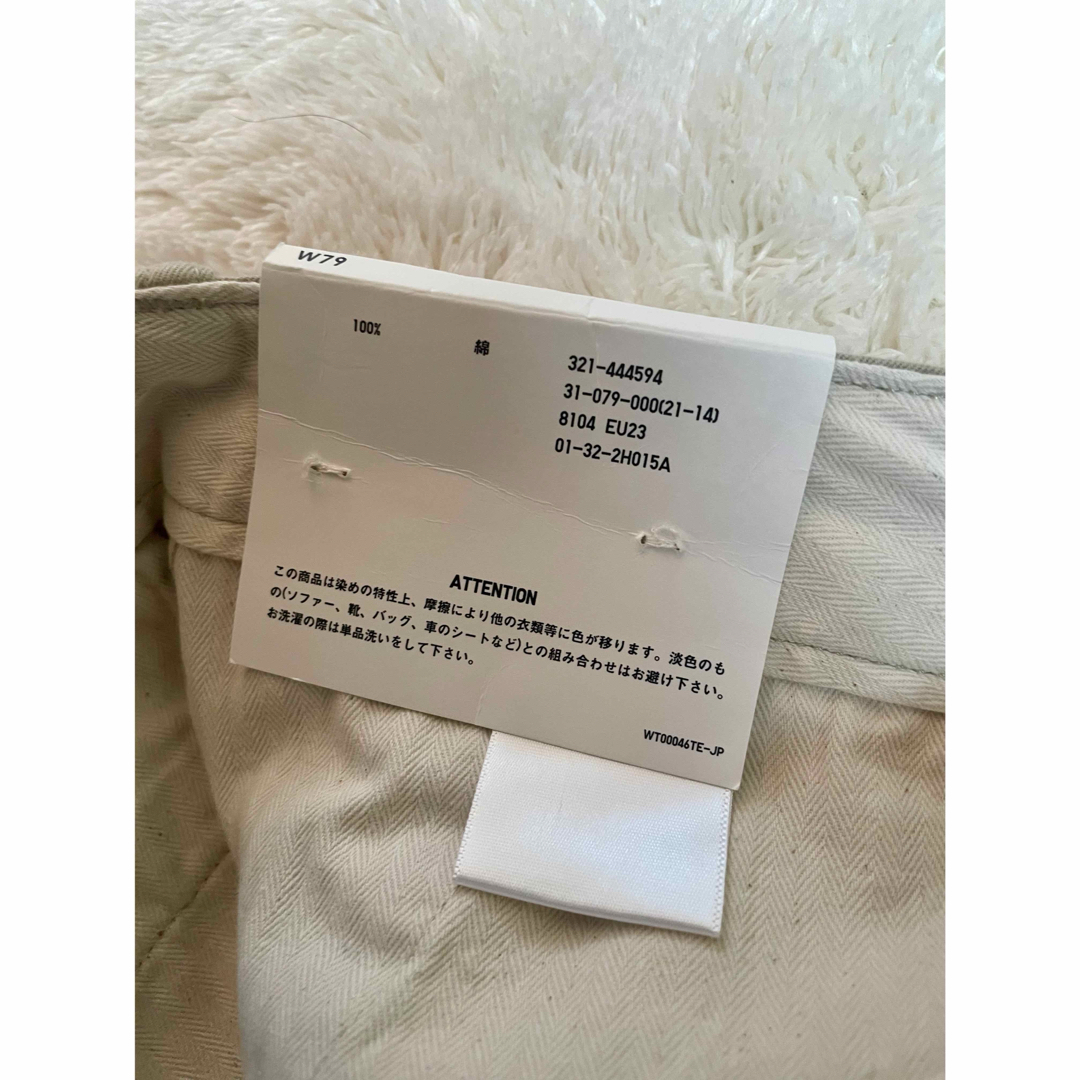 W79
100% 綿
321-444594
31-079-000(21-14)
8104 EU23
01-32-2H015A
ATTENTION
この商品は染めの特性上、摩擦により他の衣類等に色が移ります。淡色のも
の(ソファー、靴、バッグ、車のシートなど)との組み合わせはお避け下さい。
お洗濯の際は単品洗いをして下さい。
WT00046TE-JP